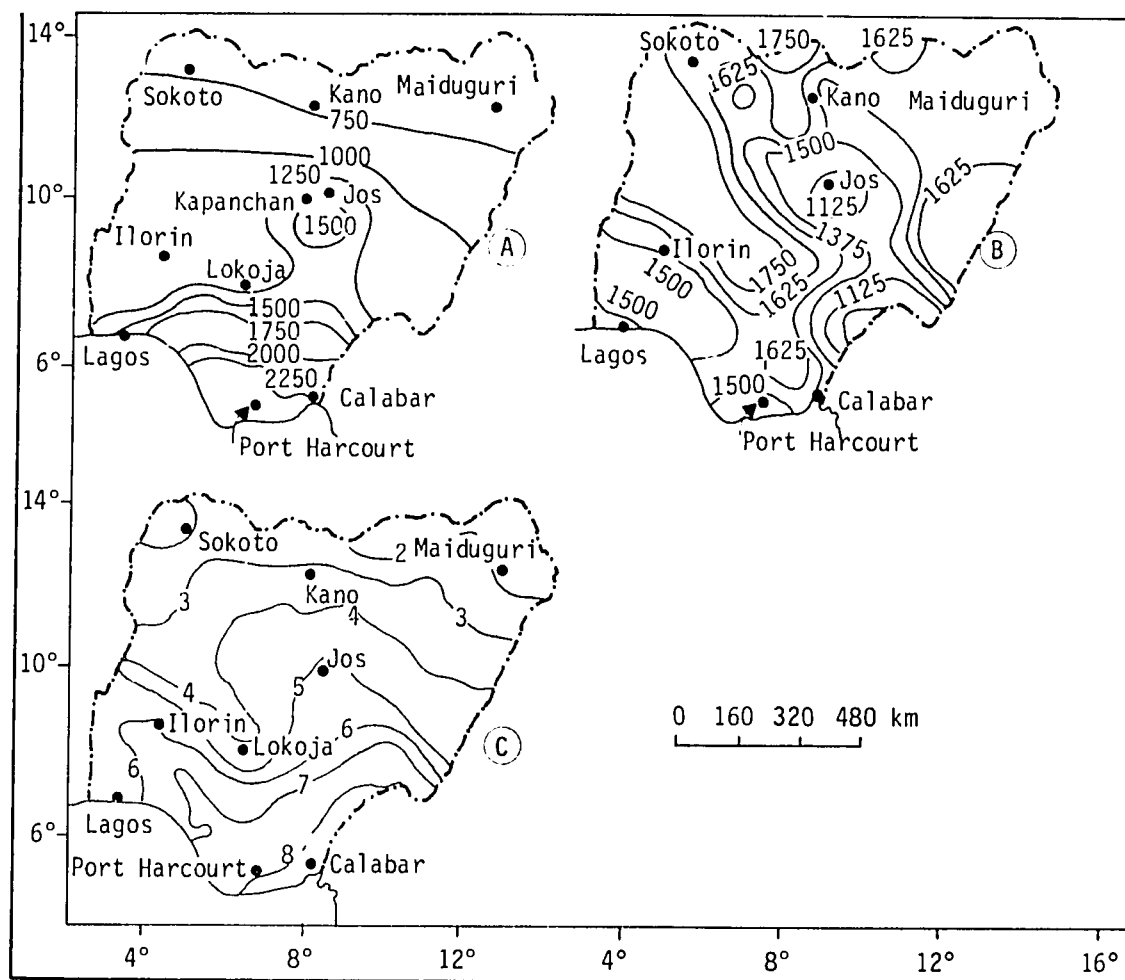 14°
Sokoto
Kano
Maiduguri
750
1000
1250
10°
Kapanchan
Jos
1500
Ilorin
A
Lokoja
1500
1750
Lagos
2000
6°
2250
Calabar
Port Harcourt
Sokoto
1750
1625
1625
Kano
Maiduguri
1500
Jos
1125
1625
1375
Ilorin
B
1500
1750
1625
1125
1500
Lagos
1625
1500
Calabar
Port Harcourt
14°
Sokoto
2
Maiduguri
Kano
3
4
3
10°
Jos
4
5
Ilorin
6
Lokoja
C
6
7
Lagos
6°
Port Harcourt
8
Calabar
0 160 320 480 km
4° 8° 12° 4° 8° 12° 16°